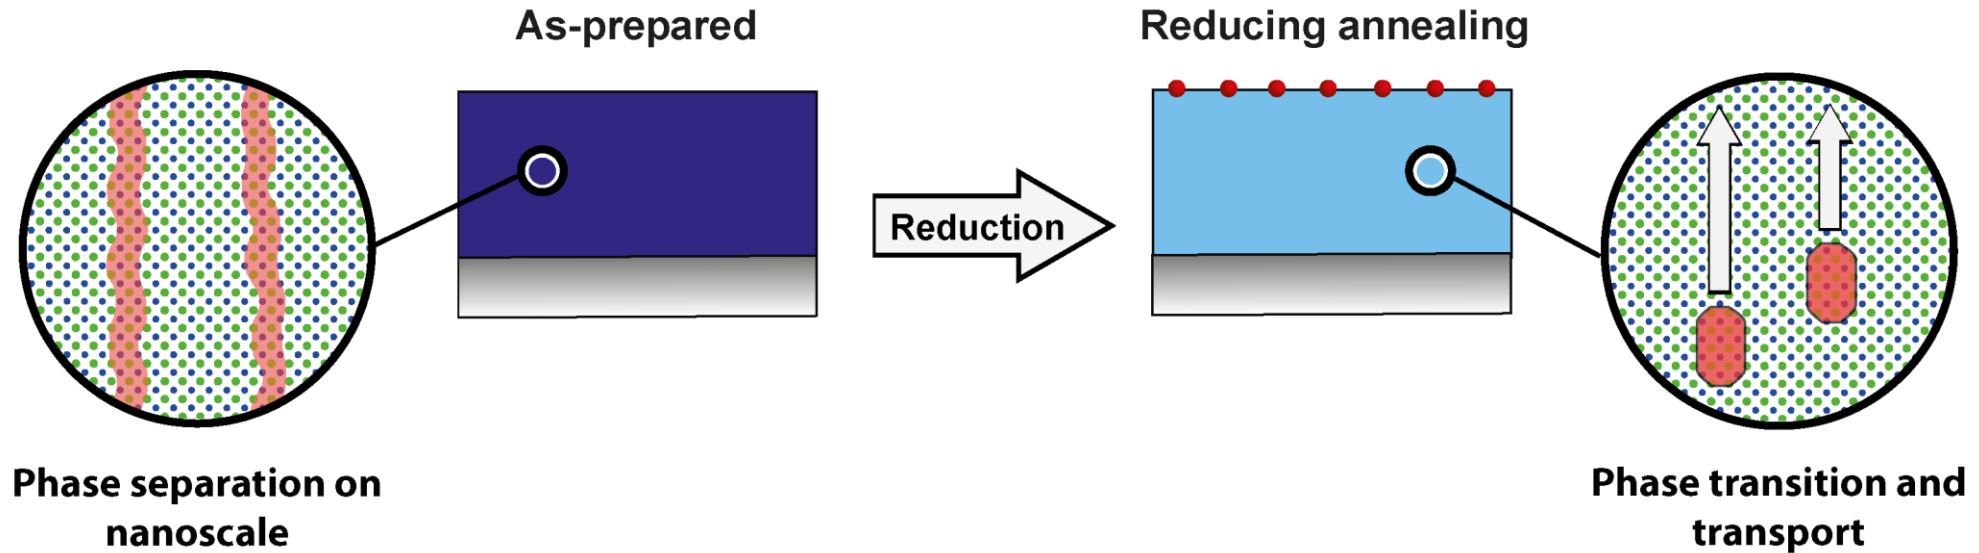 As-prepared
Reducing annealing
Reduction
Phase separation on
nanoscale
Phase transition and
transport